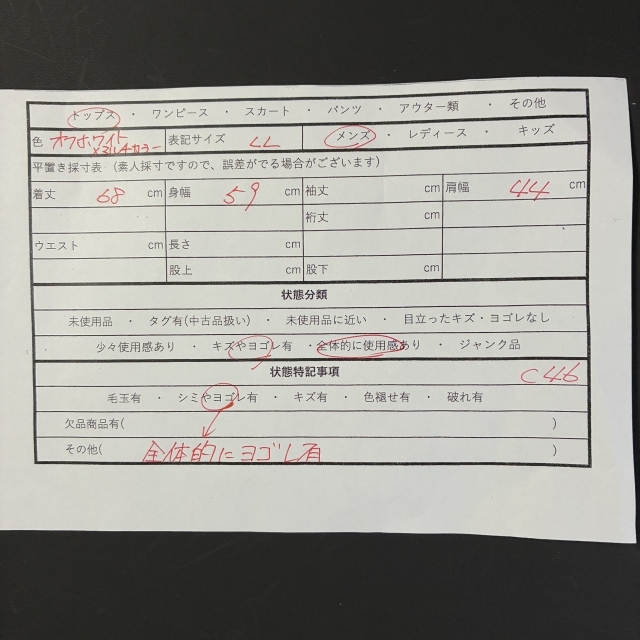 トップス ・ ワンピース ・ スカート ・ パンツ ・ アウター類 ・ その他
色 オフホワイト×マルチカラー 表記サイズ LL メンズ ・ レディース ・ キッズ
平置き採寸表 (素人採寸ですので、誤差がでる場合がございます)
着丈 68 cm 身幅 59 cm 袖丈 cm 肩幅 44 cm
裄丈 cm
ウエスト cm 長さ cm
股上 cm 股下 cm
状態分類
未使用品 ・ タグ有(中古品扱い) ・ 未使用品に近い ・ 目立ったキズ・ヨゴレなし
少々使用感あり ・ キズやヨゴレ有 ・ 全体的に使用感あり ・ ジャンク品
状態特記事項 C46
毛玉有 ・ シミやヨゴレ有 ・ キズ有 ・ 色褪せ有 ・ 破れ有
欠品商品有( )
その他( 全体的にヨゴレ有 )